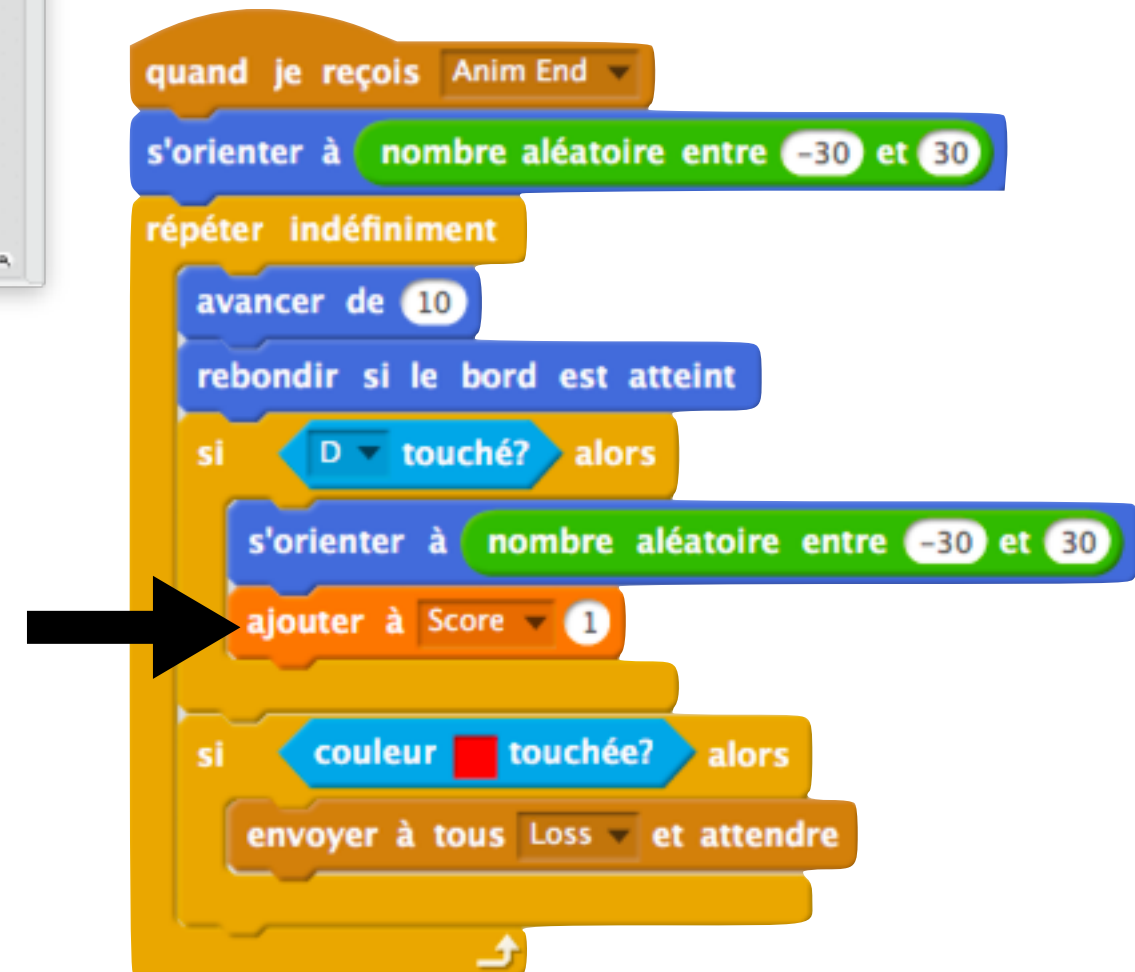 quand je reçois Anim End
s'orienter à nombre aléatoire entre -30 et 30
répéter indéfiniment
avancer de 10
rebondir si le bord est atteint
si D touché? alors
s'orienter à nombre aléatoire entre -30 et 30
ajouter à Score 1
si couleur touchée? alors
envoyer à tous Loss et attendre